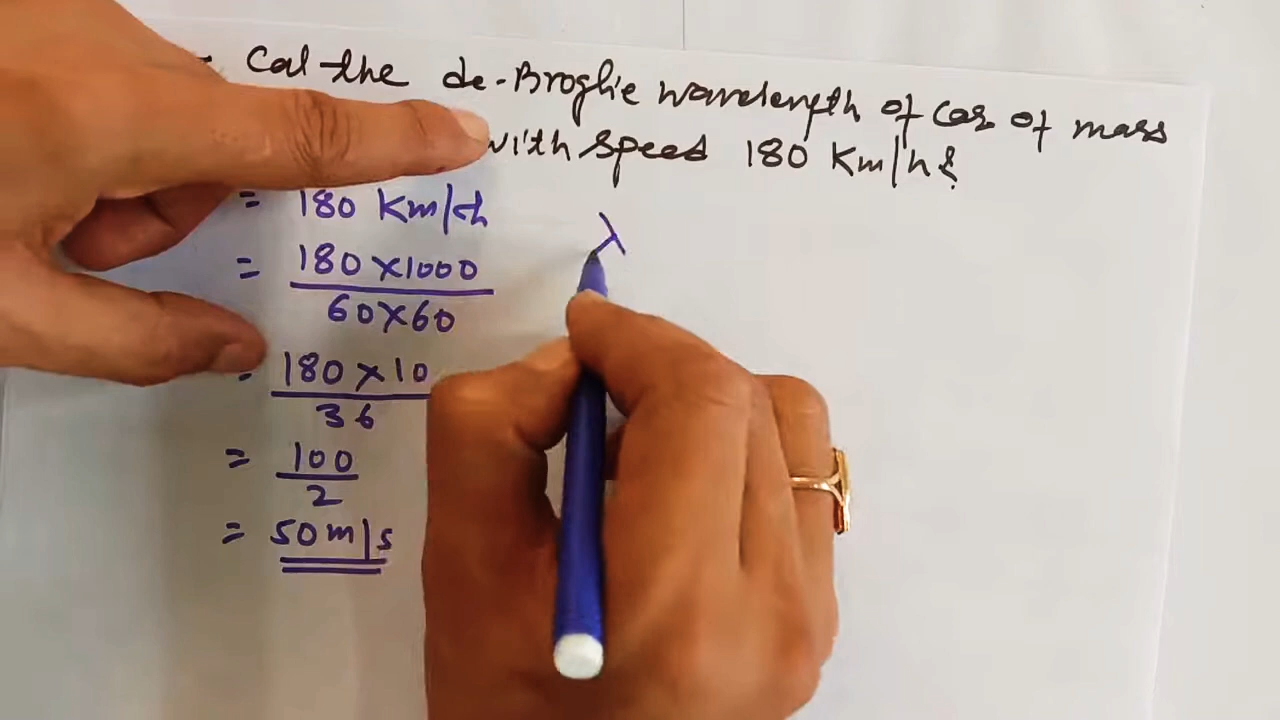 Cal the de-Broglie wavelength of Car of mass
with speed 180 Km/h?
= 180 Km/h
= 180 x 1000
60 x 60
= 180 x 10
36
= 100
2
= 50 m/s
λ